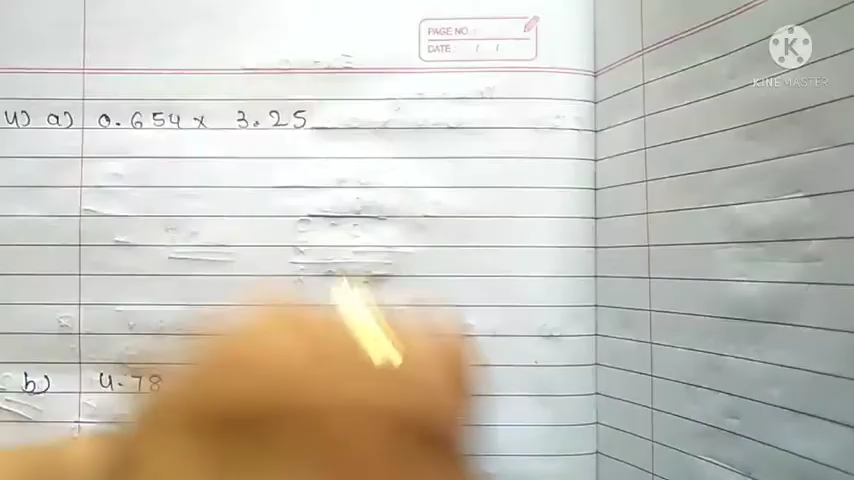 PAGE NO.
DATE / /
KINEMASTER
4) a) 0.654 x 3.25
b) 4.78